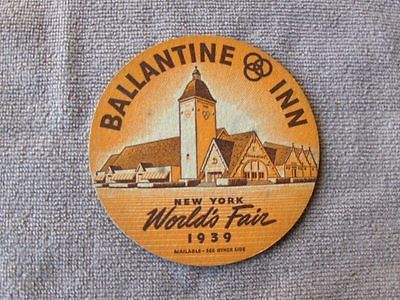 BALLANTINE INN
NEW YORK
World's Fair
1939
MAILABLE - SEE OTHER SIDE